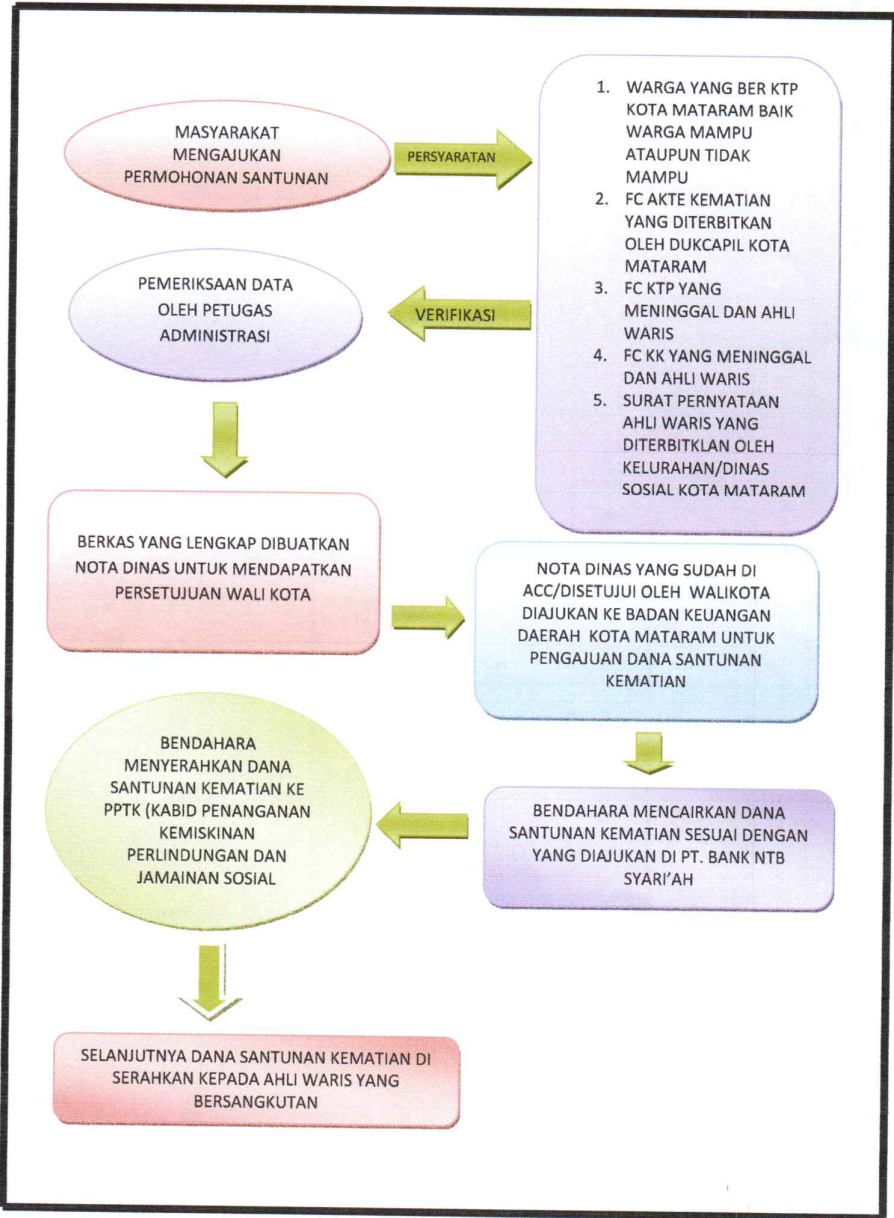 MASYARAKAT
MENGAJUKAN
PERMOHONAN SANTUNAN
PERSYARATAN
1. WARGA YANG BER KTP
KOTA MATARAM BAIK
WARGA MAMPU
ATAUPUN TIDAK
MAMPU
2. FC AKTE KEMATIAN
YANG DITERBITKAN
OLEH DUKCAPIL KOTA
MATARAM
3. FC KTP YANG
MENINGGAL DAN AHLI
WARIS
4. FC KK YANG MENINGGAL
DAN AHLI WARIS
5. SURAT PERNYATAAN
AHLI WARIS YANG
DITERBITKLAN OLEH
KELURAHAN/DINAS
SOSIAL KOTA MATARAM
VERIFIKASI
PEMERIKSAAN DATA
OLEH PETUGAS
ADMINISTRASI
BERKAS YANG LENGKAP DIBUATKAN
NOTA DINAS UNTUK MENDAPATKAN
PERSETUJUAN WALI KOTA
NOTA DINAS YANG SUDAH DI
ACC/DISETUJUI OLEH WALIKOTA
DIAJUKAN KE BADAN KEUANGAN
DAERAH KOTA MATARAM UNTUK
PENGAJUAN DANA SANTUNAN
KEMATIAN
BENDAHARA MENCAIRKAN DANA
SANTUNAN KEMATIAN SESUAI DENGAN
YANG DIAJUKAN DI PT. BANK NTB
SYARI'AH
BENDAHARA
MENYERAHKAN DANA
SANTUNAN KEMATIAN KE
PPTK (KABID PENANGANAN
KEMISKINAN
PERLINDUNGAN DAN
JAMAINAN SOSIAL
SELANJUTNYA DANA SANTUNAN KEMATIAN DI
SERAHKAN KEPADA AHLI WARIS YANG
BERSANGKUTAN